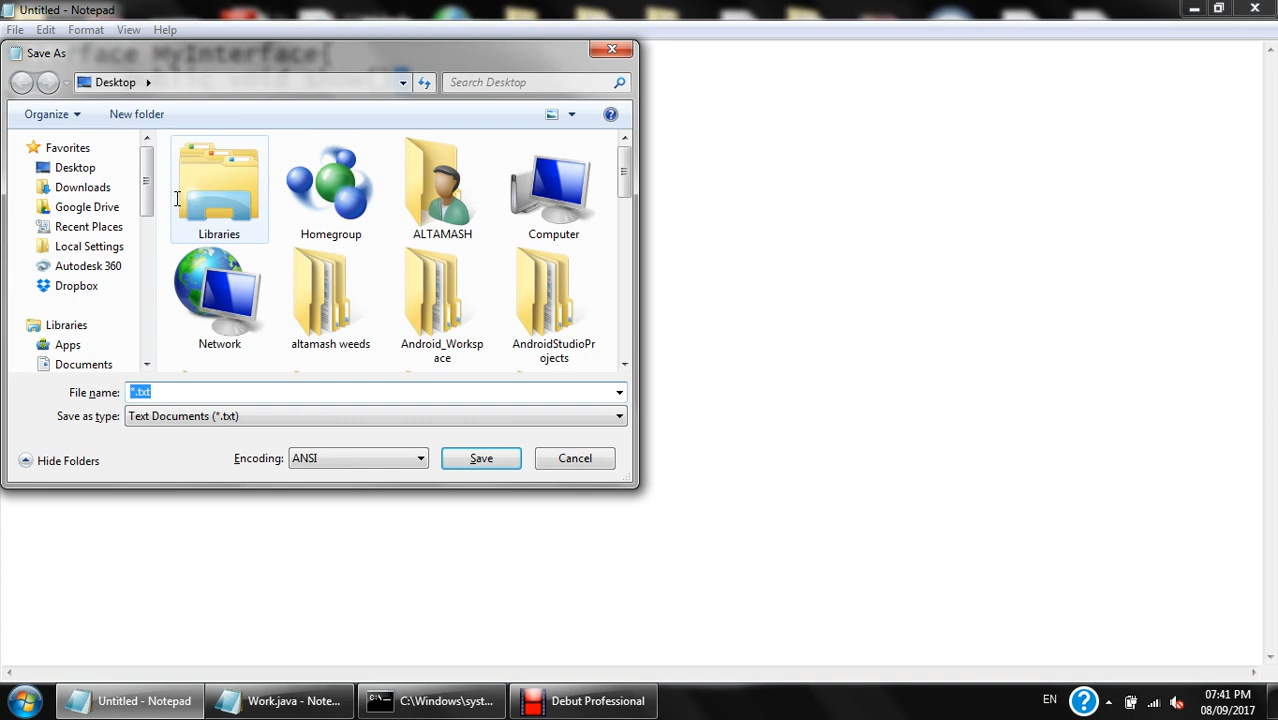 Untitled - Notepad
File Edit Format View Help
face MyInterface{
Save As
Desktop
Search Desktop
Organize New folder
Favorites
Desktop
Downloads
Google Drive
Recent Places
Local Settings
Autodesk 360
Dropbox
Libraries
Apps
Documents
Libraries Homegroup ALTAMASH Computer
Network altamash weeds Android_Workspace AndroidStudioProjects
File name: *.txt
Save as type: Text Documents (*.txt)
Hide Folders Encoding: ANSI Save Cancel
Untitled - Notepad Work.java - Note... C:\Windows\syst... Debut Professional EN 07:41 PM
08/09/2017